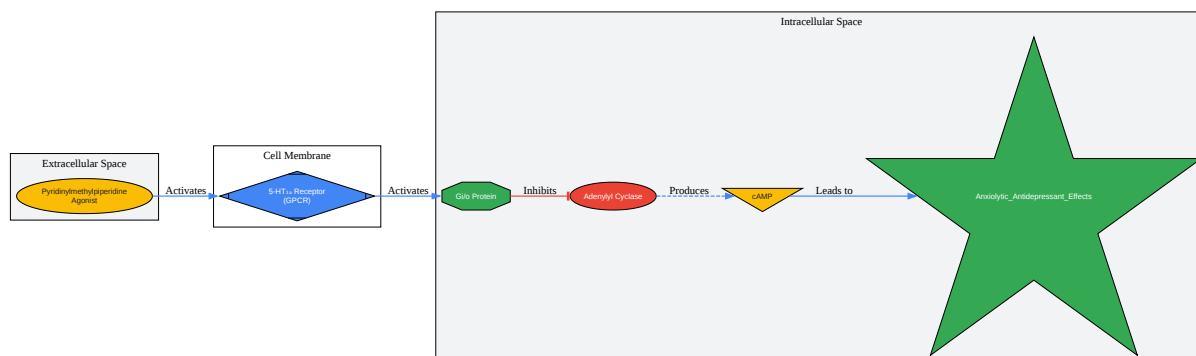 Intracellular Space
Extracellular Space
Pyridinylmethylpiperidine
Agonist
Activates
Cell Membrane
5-HT₁ₐ Receptor
(GPCR)
Activates
Gi/o Protein
Inhibits
Adenylyl Cyclase
Produces
cAMP
Leads to
Anxiolytic_Antidepressant_Effects